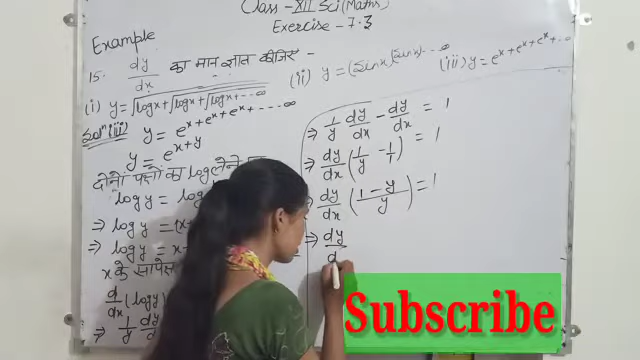 Class-XII Sci (Maths)
Exercise-7.3
Example
15. dy/dx का मान ज्ञात कीजिए -
(i) y = √logx+√logx+√logx+...∞ (ii) y = (sinx)^(sinx)^...∞ (iii) y = e^x+e^x+e^x+...∞
Solⁿ (iii) y = e^x+e^x+e^x+...∞
y = e^x+y
दोनों पक्षों का log लेने
log y = log
⇒ log y = (x
⇒ log y = x
x के सापे
d/dx (log y
⇒ 1/y dy/d
⇒ 1/y dy/dx - dy/dx = 1
⇒ dy/dx (1/y - 1/1) = 1
⇒ dy/dx (1-y/y) = 1
⇒ dy/d
Subscribe